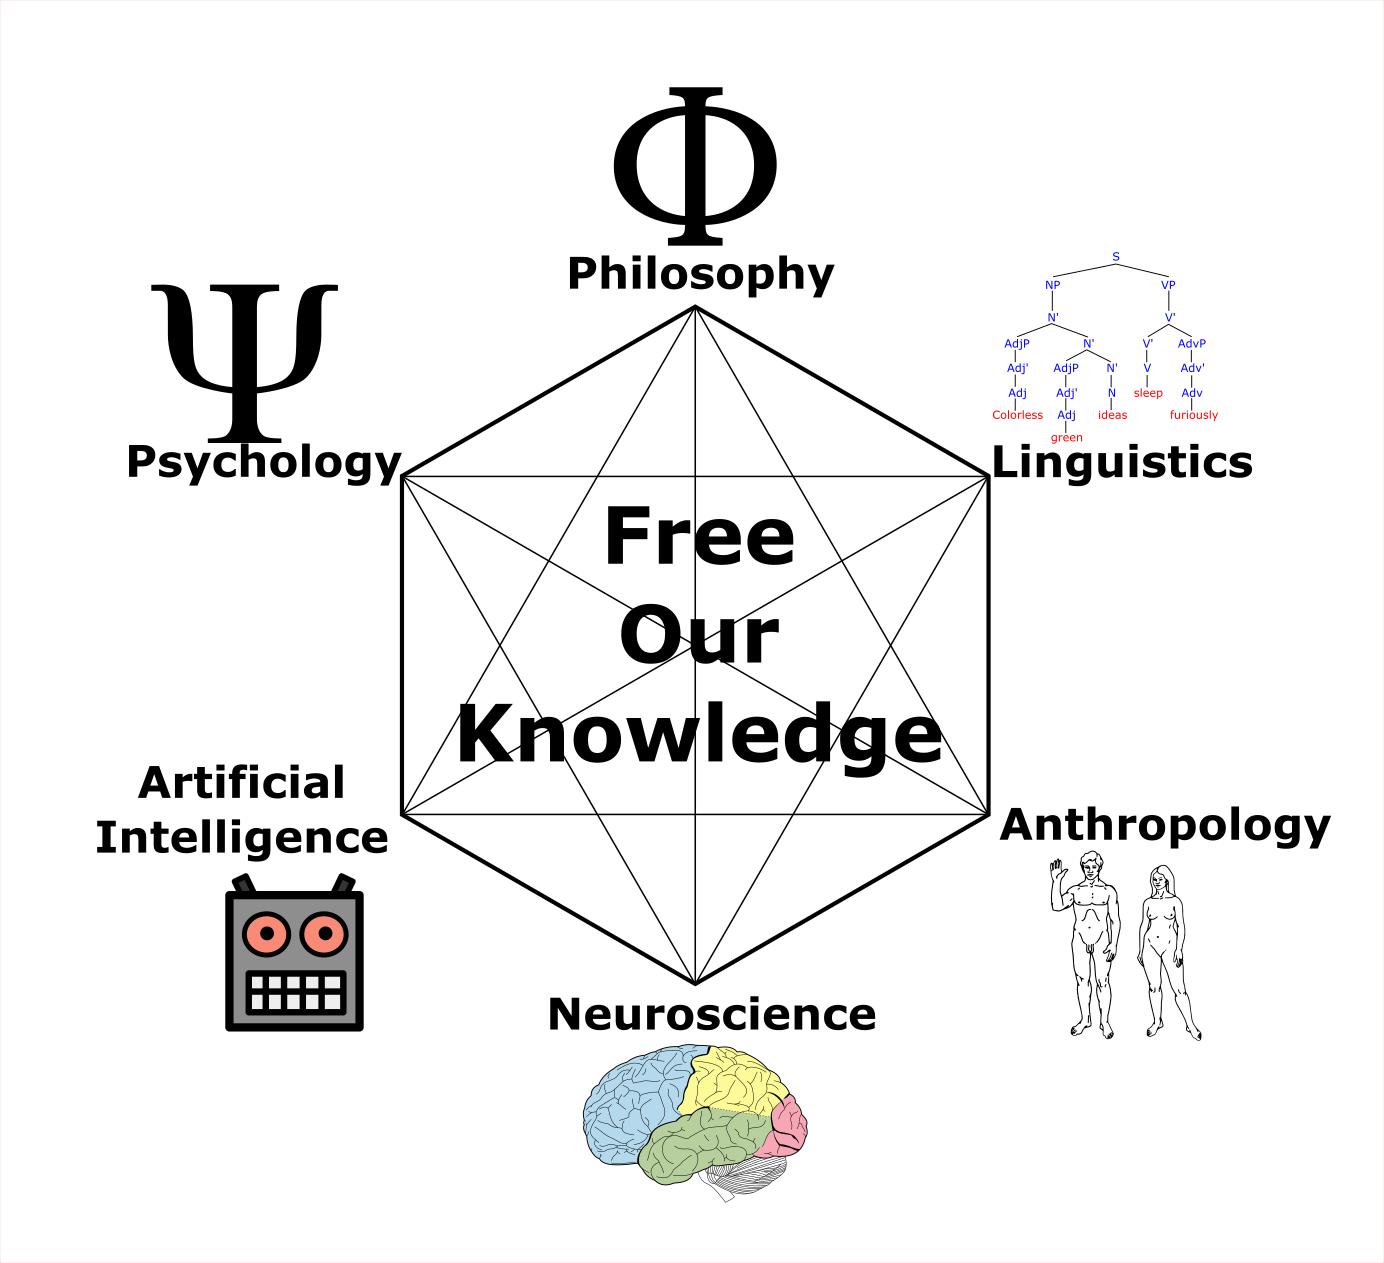 Φ
Philosophy
Ψ
Psychology
S
NP VP
N' V'
AdjP N' V' AdvP
Adj' AdjP N' V Adv'
Adj Adj' N sleep Adv
Colorless Adj ideas furiously
green
Linguistics
Free
Our
Knowledge
Artificial
Intelligence
Anthropology
Neuroscience